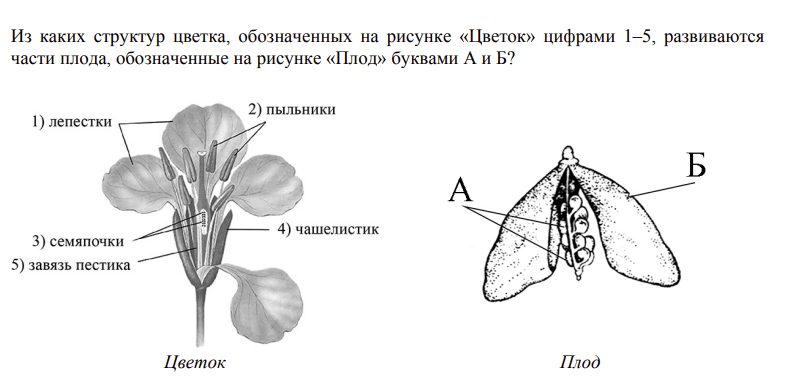 Из каких структур цветка, обозначенных на рисунке «Цветок» цифрами 1–5, развиваются
части плода, обозначенные на рисунке «Плод» буквами А и Б?
1) лепестки
2) пыльники
А
Б
3) семяпочки
4) чашелистик
5) завязь пестика
Цветок
Плод